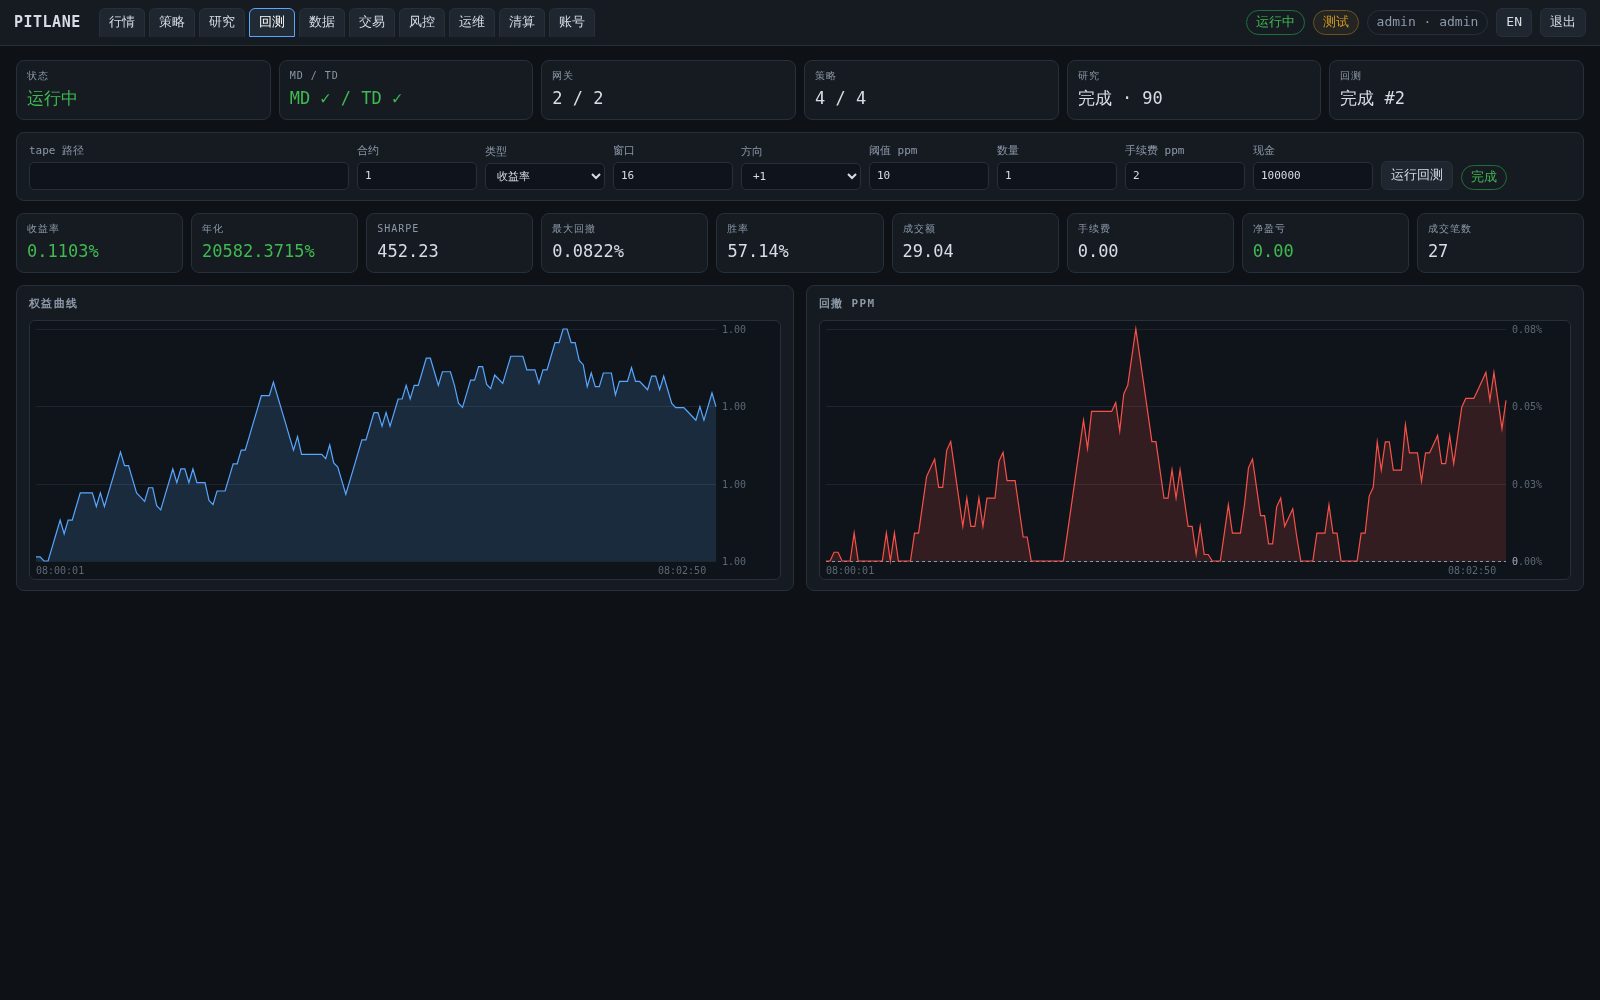 PITLANE 行情 策略 研究 回测 数据 交易 风控 运维 清算 账号 运行中 测试 admin · admin EN 退出
状态 MD / TD 网关 策略 研究 回测
运行中 MD ✓ / TD ✓ 2 / 2 4 / 4 完成 · 90 完成 #2
tape 路径 合约 类型 窗口 方向 阈值 ppm 数量 手续费 ppm 现金
1 收益率 16 +1 10 1 2 100000 运行回测 完成
收益率 年化 SHARPE 最大回撤 胜率 成交额 手续费 净盈亏 成交笔数
0.1103% 20582.3715% 452.23 0.0822% 57.14% 29.04 0.00 0.00 27
权益曲线
1.00
1.00
1.00
1.00
08:00:01 08:02:50
回撤 PPM
0.08%
0.05%
0.03%
0.00%
08:00:01 08:02:50